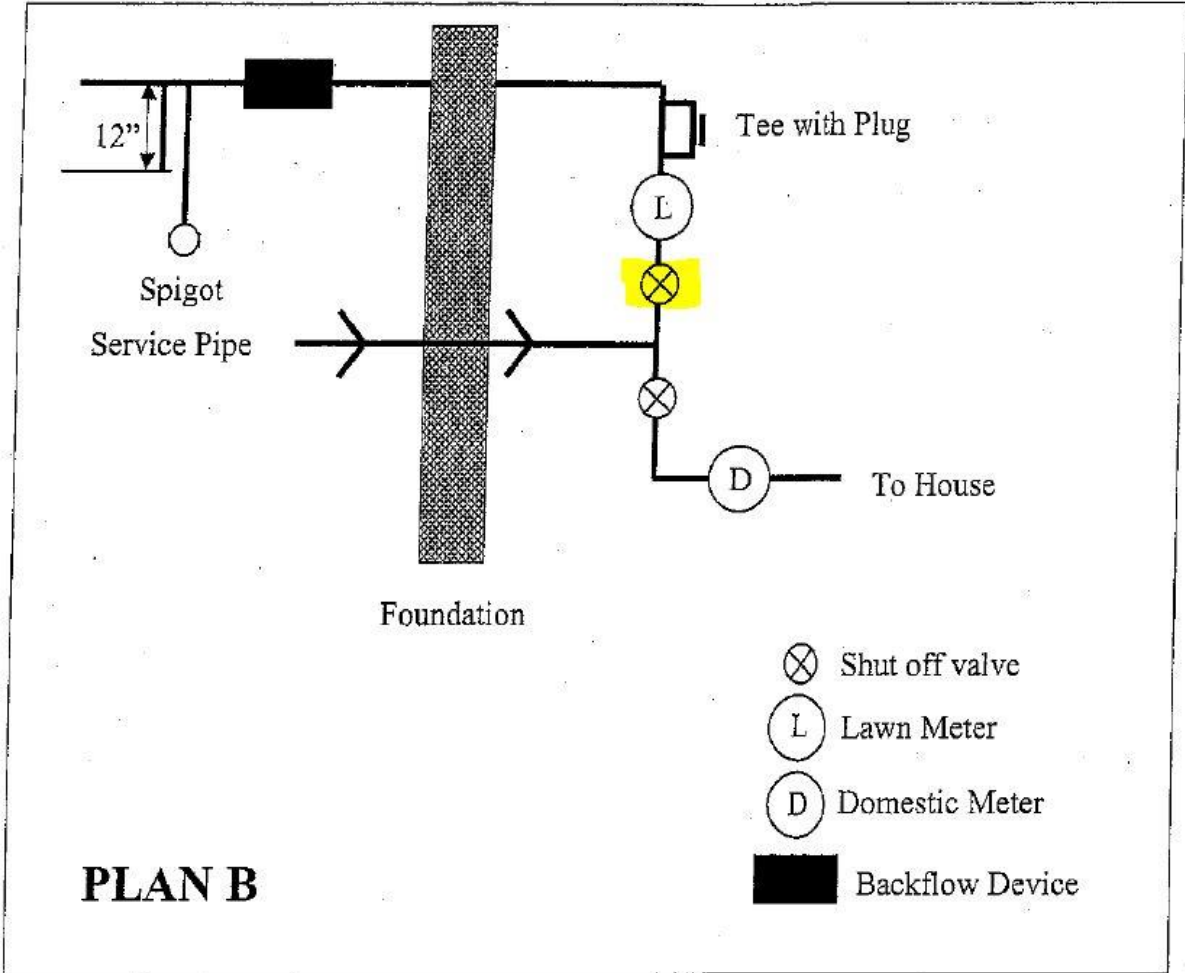 12”
Tee with Plug
L
Spigot
Service Pipe
D
To House
Foundation
Shut off valve
L
Lawn Meter
D
Domestic Meter
Backflow Device
PLAN B